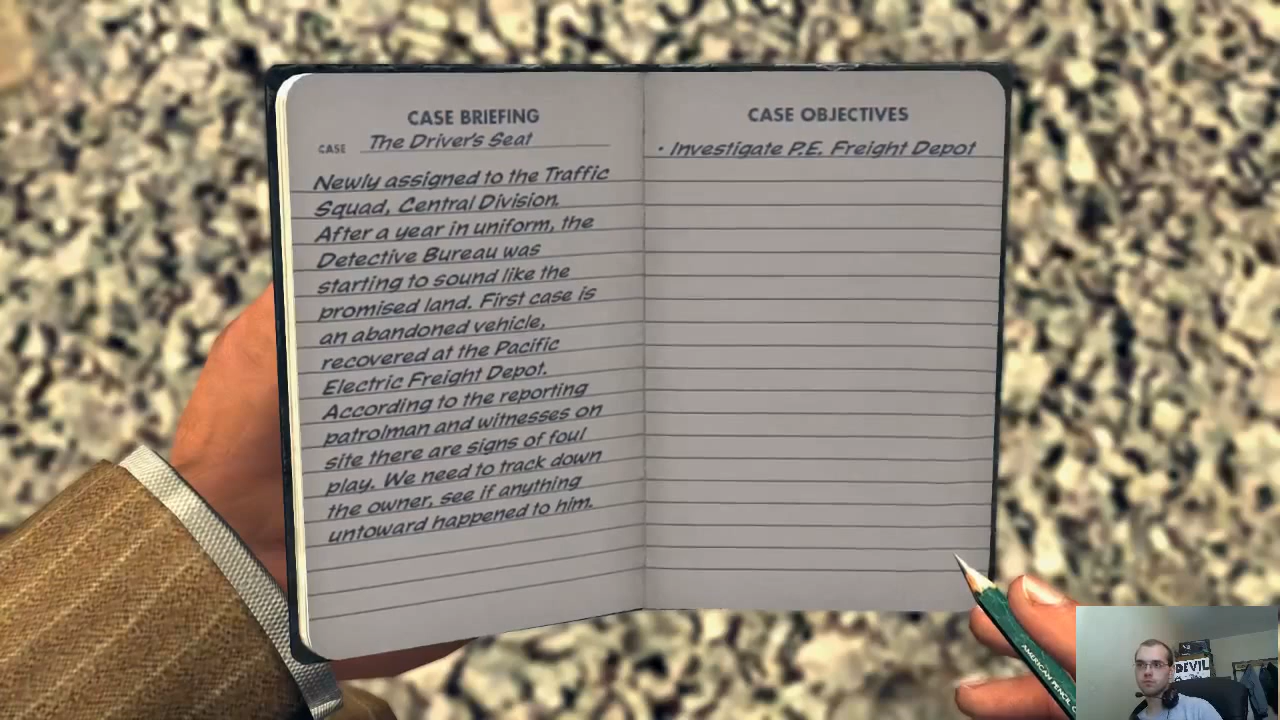 CASE BRIEFING
CASE The Driver's Seat
Newly assigned to the Traffic
Squad, Central Division.
After a year in uniform, the
Detective Bureau was
starting to sound like the
promised land. First case is
an abandoned vehicle,
recovered at the Pacific
Electric Freight Depot.
According to the reporting
patrolman and witnesses on
site there are signs of foul
play. We need to track down
the owner, see if anything
untoward happened to him.
CASE OBJECTIVES
• Investigate P.E. Freight Depot
AMERICAN PENCIL
DEVIL